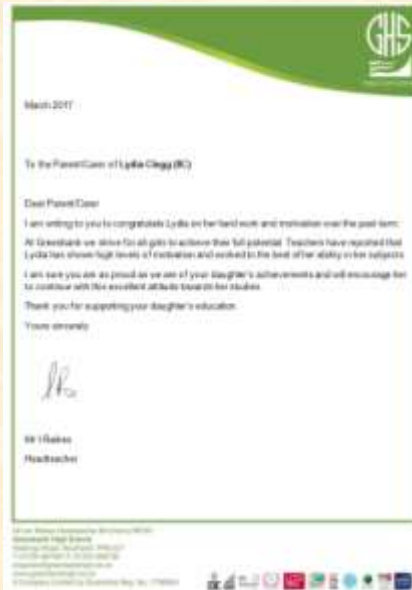 GHS
March 2017
To the Parent/Carer of Lydia Clegg (8C)
Dear Parent/Carer
I am writing to you to congratulate Lydia on her hard work and motivation over the past term.
At Greenbank we strive for all girls to achieve their full potential. Teachers have reported that
Lydia has shown high levels of motivation and worked to the best of her ability in her subjects.
I am sure you are as proud as we are of your daughter's achievements and will encourage her
to continue with this excellent attitude towards her studies.
Thank you for supporting your daughter's education.
Yours sincerely
Mr I Raikes
Headteacher
Greenbank High School